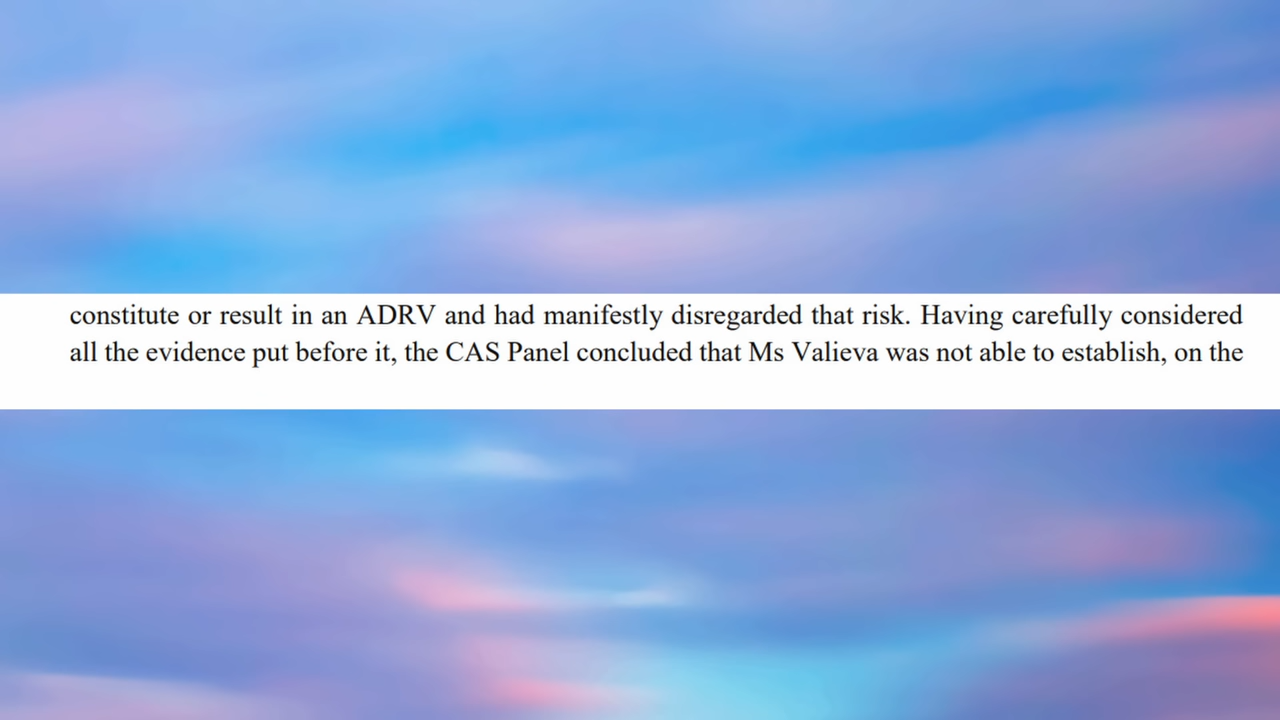 constitute or result in an ADRV and had manifestly disregarded that risk. Having carefully considered
all the evidence put before it, the CAS Panel concluded that Ms Valieva was not able to establish, on the